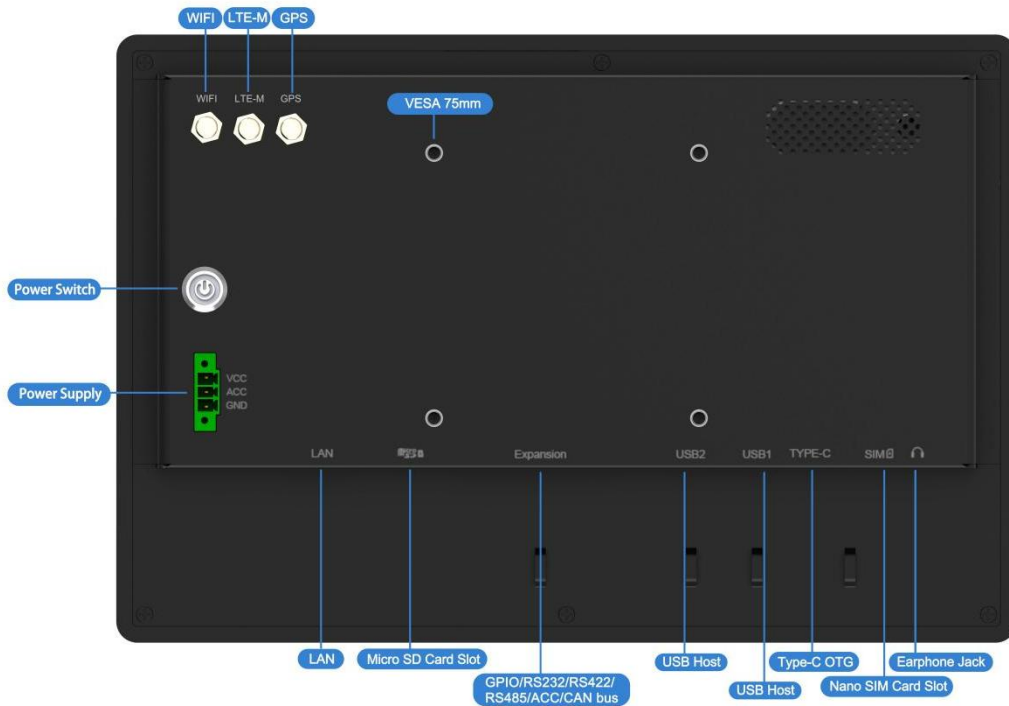 WIFI LTE-M GPS
WIFI LTE-M GPS
VESA 75mm
Power Switch
Power Supply
VCC
ACC
GND
LAN Expansion USB2 USB1 TYPE-C SIM
LAN
Micro SD Card Slot
GPIO/RS232/RS422/
RS485/ACC/CAN bus
USB Host
USB Host
Type-C OTG
Nano SIM Card Slot
Earphone Jack